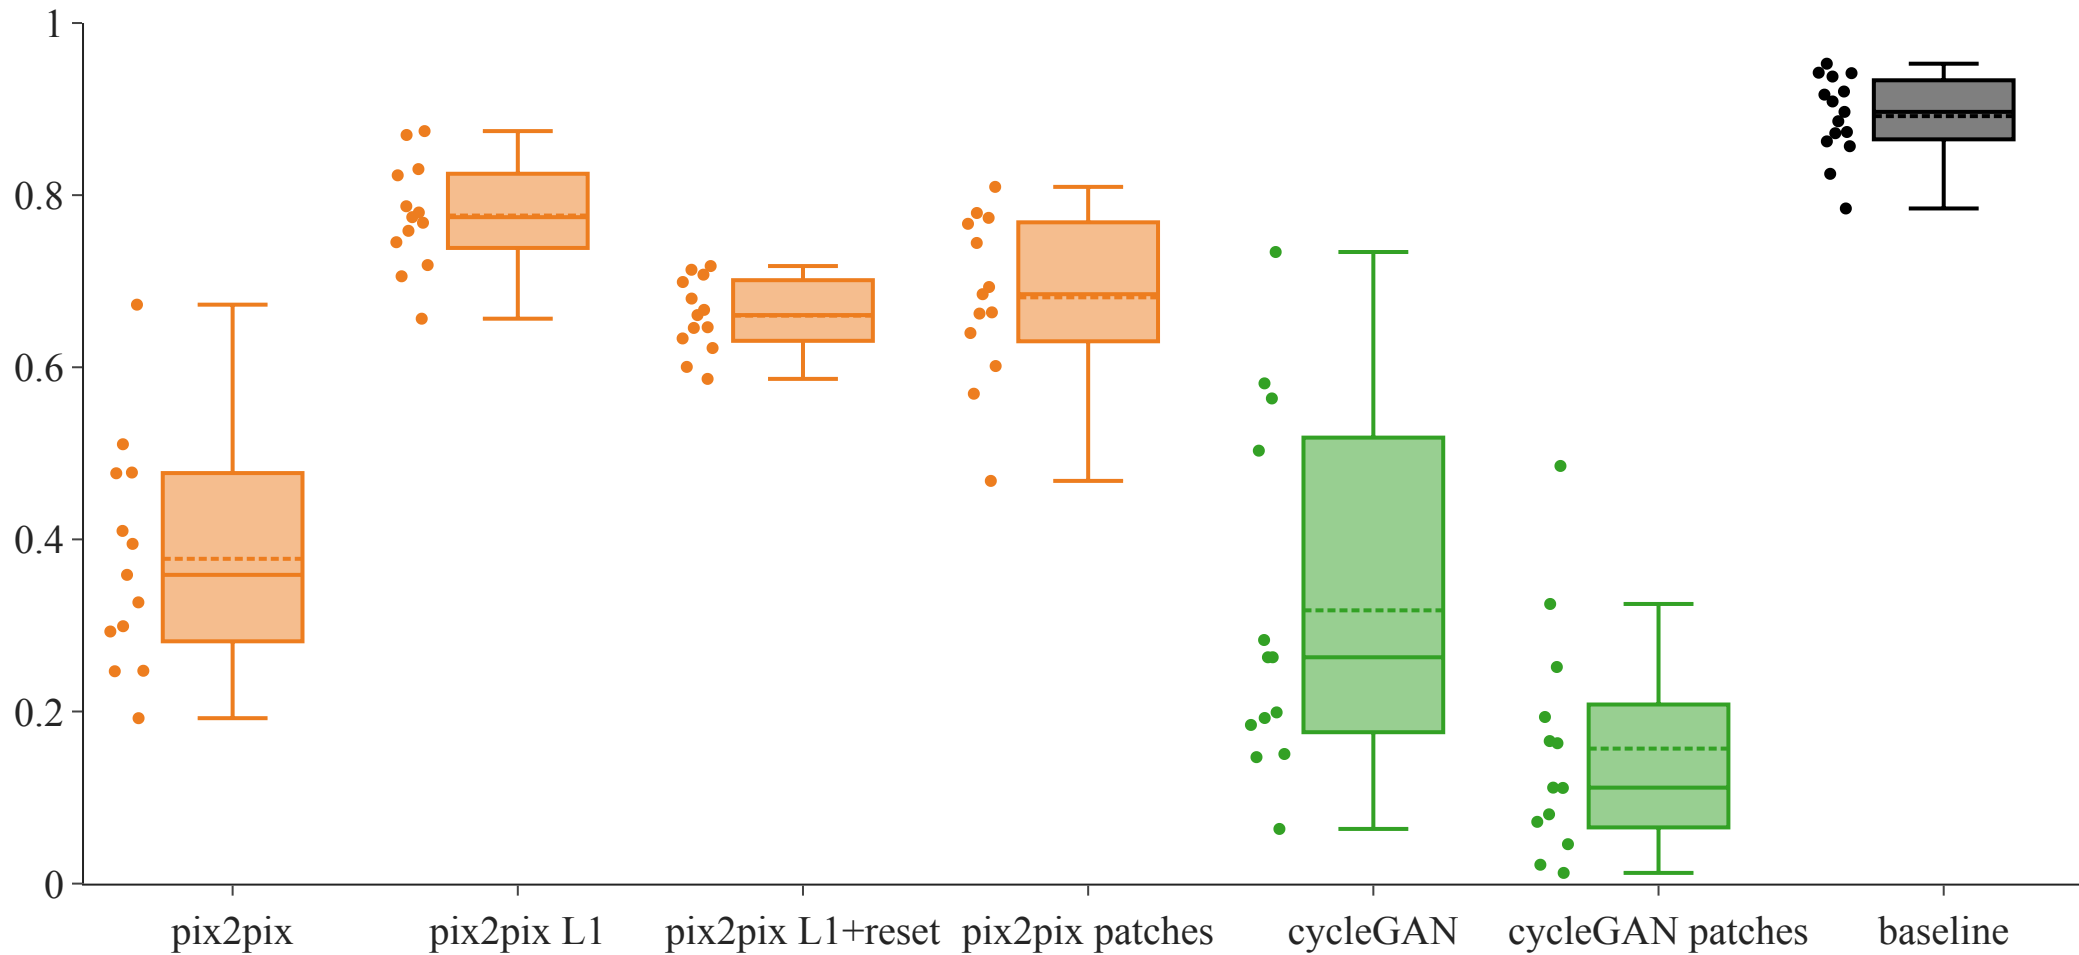 1
0.8
0.6
0.4
0.2
0
pix2pix
pix2pix L1
pix2pix L1+reset
pix2pix patches
cycleGAN
cycleGAN patches
baseline